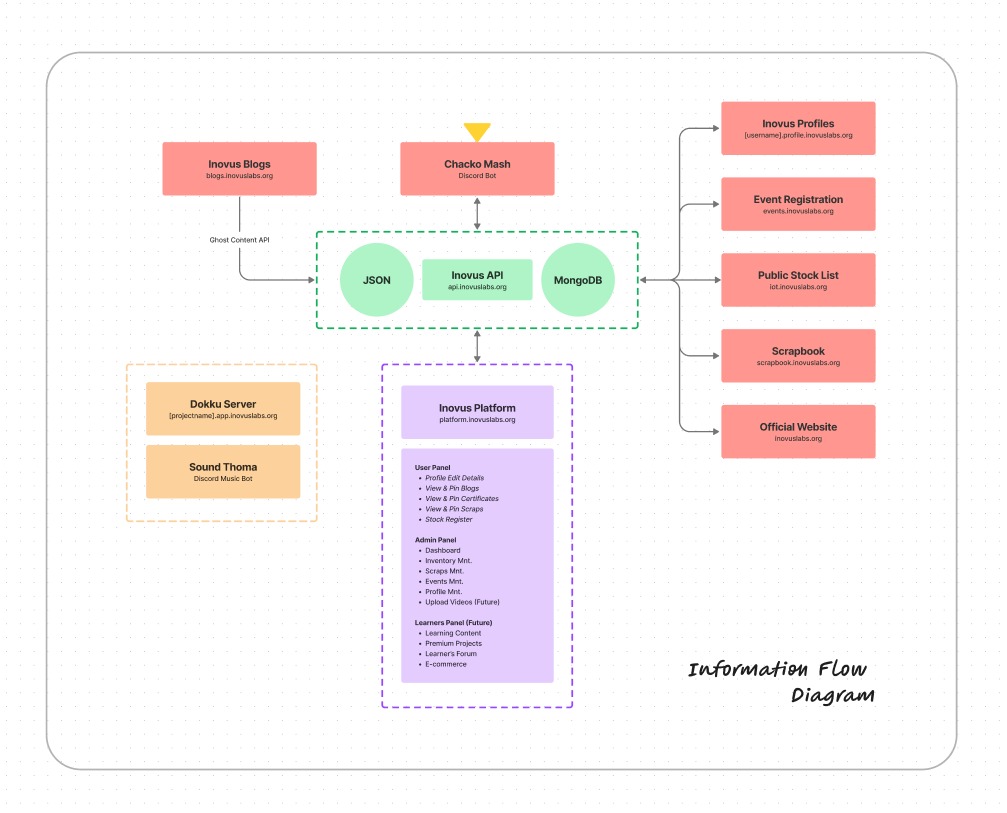 Inovus Blogs
blogs.inovuslabs.org
Chacko Mash
Discord Bot
Inovus Profiles
[username].profile.inovuslabs.org
Event Registration
events.inovuslabs.org
Public Stock List
iot.inovuslabs.org
Scrapbook
scrapbook.inovuslabs.org
Official Website
inovuslabs.org
Ghost Content API
JSON
Inovus API
api.inovuslabs.org
MongoDB
Dokku Server
[projectname].app.inovuslabs.org
Sound Thoma
Discord Music Bot
Inovus Platform
platform.inovuslabs.org
User Panel
• Profile Edit Details
• View & Pin Blogs
• View & Pin Certificates
• View & Pin Scraps
• Stock Register
Admin Panel
• Dashboard
• Inventory Mnt.
• Scraps Mnt.
• Events Mnt.
• Profile Mnt.
• Upload Videos (Future)
Learners Panel (Future)
• Learning Content
• Premium Projects
• Learner's Forum
• E-commerce
Information Flow
Diagram